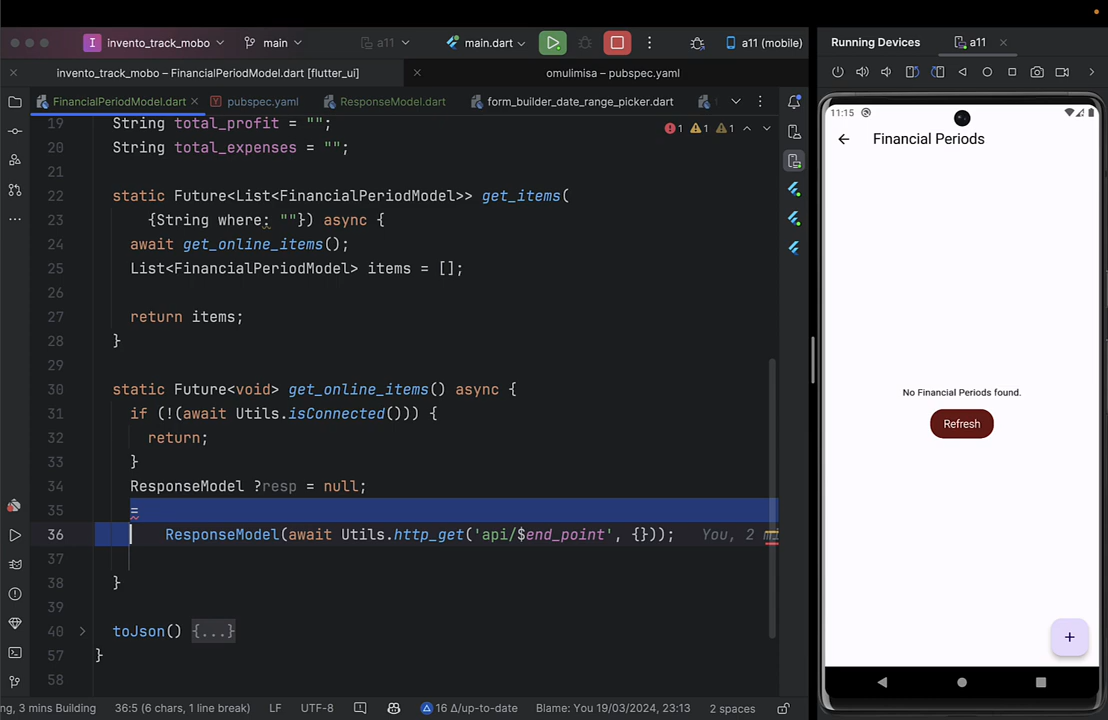 invento_track_mobo
main
a11
main.dart
a11 (mobile)
Running Devices
a11
invento_track_mobo – FinancialPeriodModel.dart [flutter_ui]
omulimisa – pubspec.yaml
FinancialPeriodModel.dart
pubspec.yaml
ResponseModel.dart
form_builder_date_range_picker.dart
1
1
1
19 String total_profit = "";
20 String total_expenses = "";
21
22 static Future<List<FinancialPeriodModel>> get_items(
23 {String where: ""}) async {
24 await get_online_items();
25 List<FinancialPeriodModel> items = [];
26
27 return items;
28 }
29
30 static Future<void> get_online_items() async {
31 if (!(await Utils.isConnected())) {
32 return;
33 }
34 ResponseModel ?resp = null;
35 =
36 ResponseModel(await Utils.http_get('api/$end_point', {})); You, 2 mi
37
38 }
39
40 toJson() {...}
57 }
58
ng, 3 mins Building
36:5 (6 chars, 1 line break)
LF
UTF-8
16 Δ/up-to-date
Blame: You 19/03/2024, 23:13
2 spaces
11:15
Financial Periods
No Financial Periods found.
Refresh
+